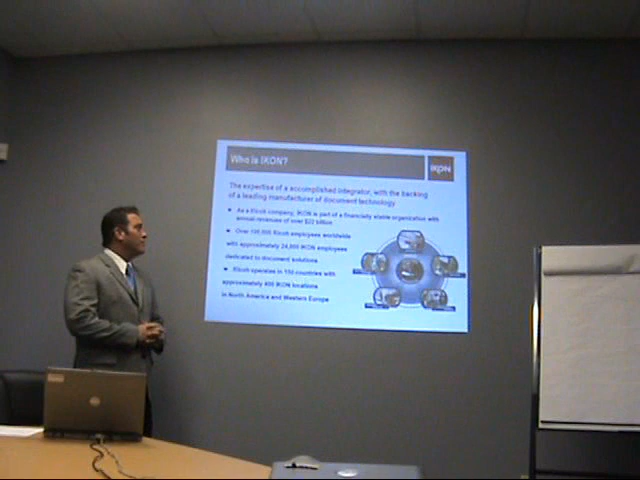 Who is IKON?
IKON
The expertise of a accomplished integrator, with the backing
of a leading manufacturer of document technology
• As a Ricoh company, IKON is part of a financially stable organization with
annual revenues of over $22 billion
• Over 108,000 Ricoh employees worldwide
with approximately 24,000 IKON employees
dedicated to document solutions
• Ricoh operates in 150 countries with
approximately 400 IKON locations
in North America and Western Europe